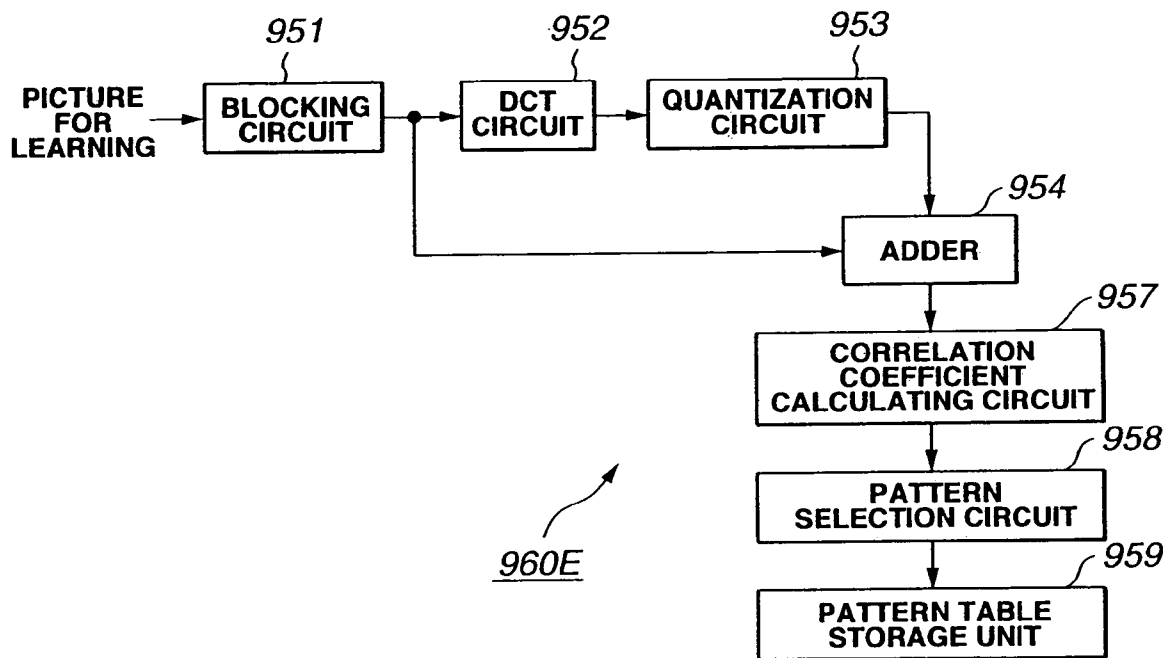 951
952
953
PICTURE
FOR
LEARNING
BLOCKING
CIRCUIT
DCT
CIRCUIT
QUANTIZATION
CIRCUIT
954
ADDER
957
CORRELATION
COEFFICIENT
CALCULATING CIRCUIT
958
PATTERN
SELECTION CIRCUIT
960E
959
PATTERN TABLE
STORAGE UNIT